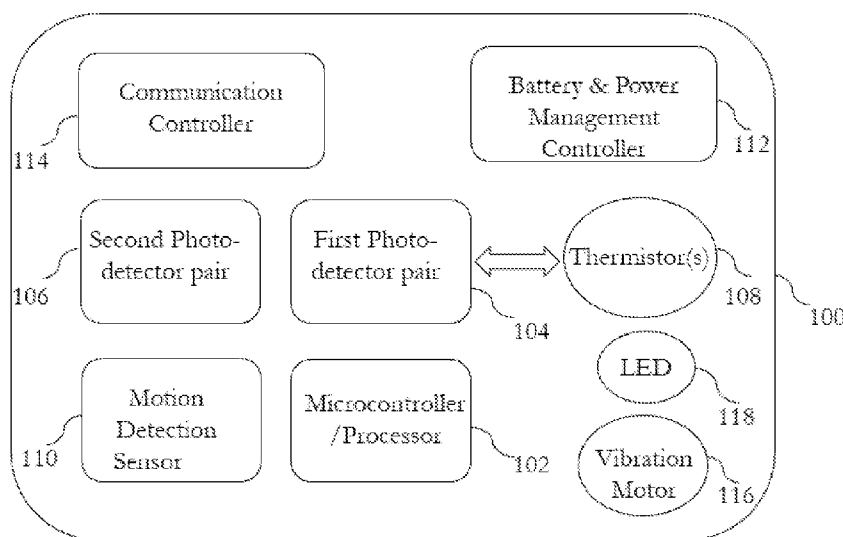 Communication
Controller
114
Battery & Power
Management
Controller
112
Second Photo-
detector pair
106
First Photo-
detector pair
104
Thermistor(s)
108
100
LED
118
Motion
Detection
Sensor
110
Microcontroller
/Processor
102
Vibration
Motor
116